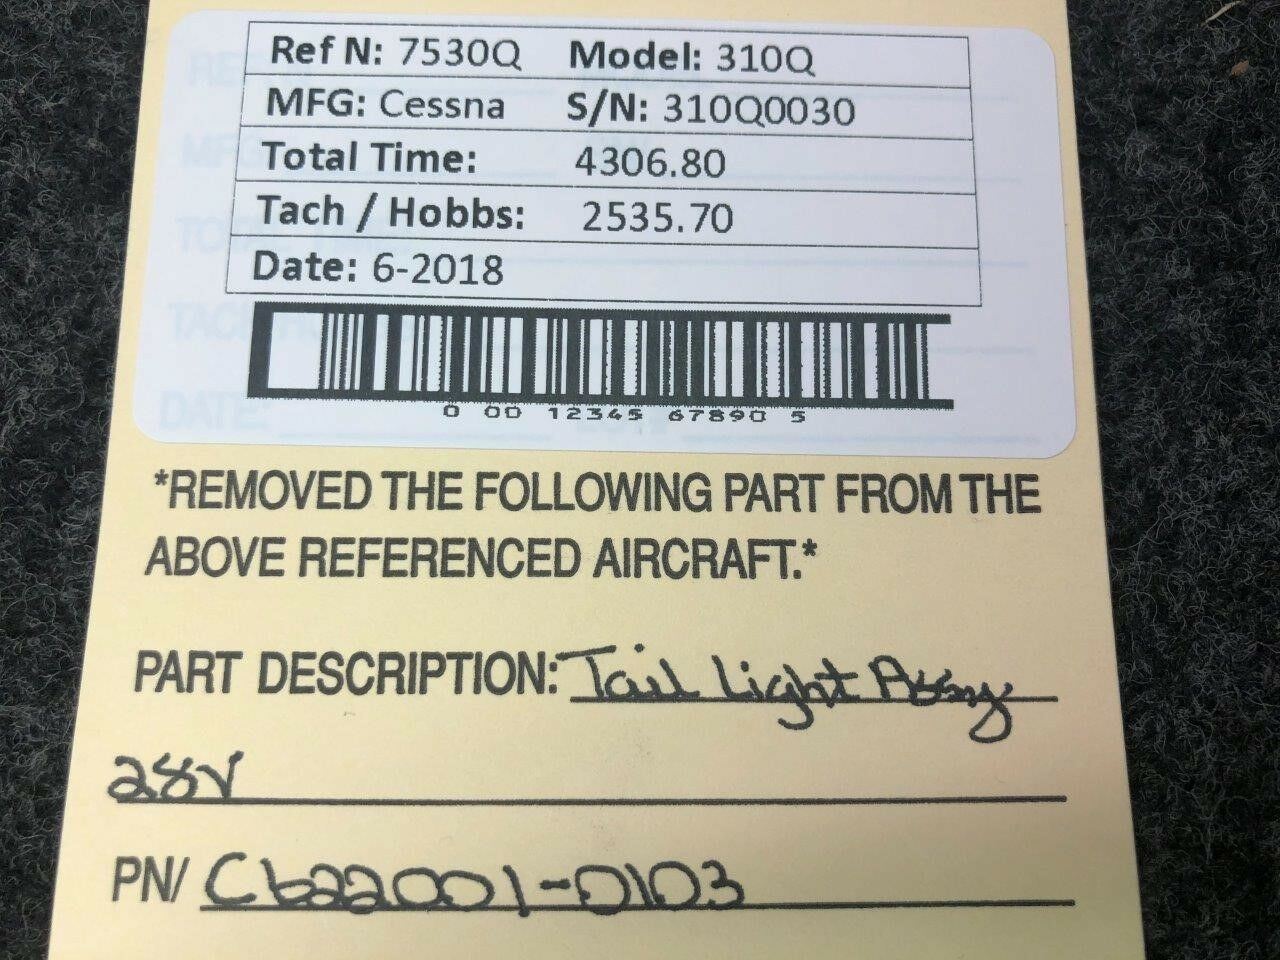 Ref N: 7530Q Model: 310Q
MFG: Cessna S/N: 310Q0030
Total Time: 4306.80
Tach / Hobbs: 2535.70
Date: 6-2018
0 00 12345 67890 5
*REMOVED THE FOLLOWING PART FROM THE
ABOVE REFERENCED AIRCRAFT.*
PART DESCRIPTION: Tail Light Assy
28V
PN/ C622001-0103